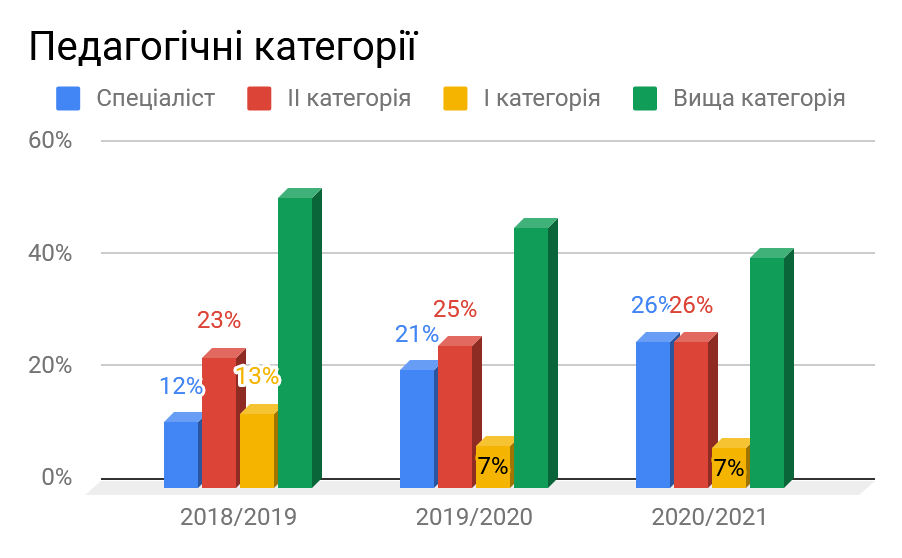 Педагогічні категорії
Спеціаліст ІІ категорія І категорія Вища категорія
60%
40%
20%
0%
12% 23% 13%
21% 25% 7%
26% 26% 7%
2018/2019 2019/2020 2020/2021